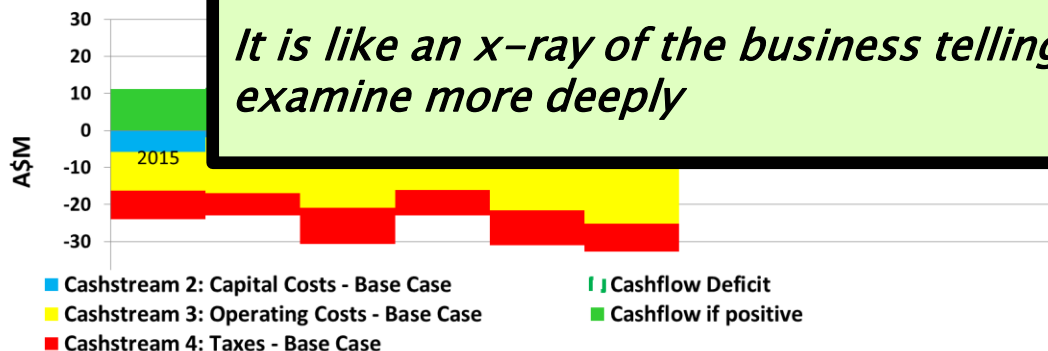 30
It is like an x-ray of the business telling
20
10
examine more deeply
0
2015
-10
-20
-30
A$M
Cashstream 2: Capital Costs - Base Case
Cashflow Deficit
Cashstream 3: Operating Costs - Base Case
Cashflow if positive
Cashstream 4: Taxes - Base Case